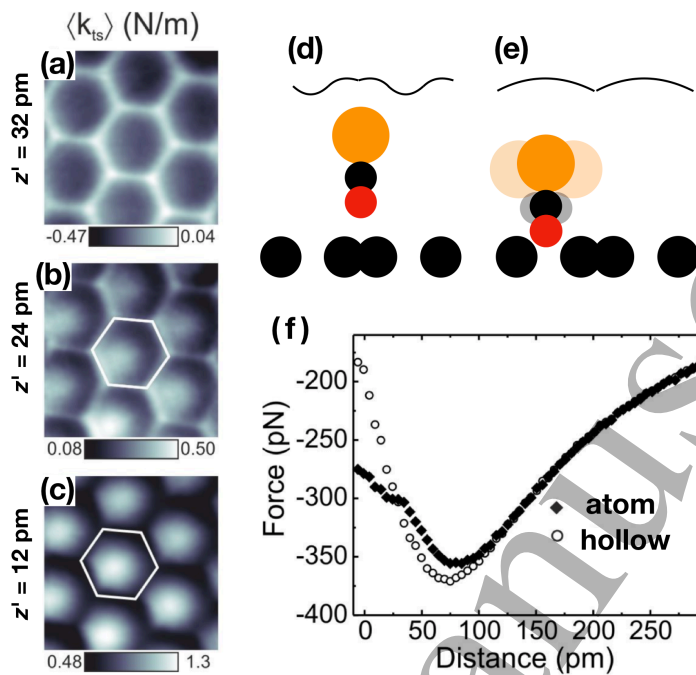 ⟨k_ts⟩ (N/m)
(a)
z' = 32 pm
-0.47 0.04
(b)
z' = 24 pm
0.08 0.50
(c)
z' = 12 pm
0.48 1.3
(d)
(e)
(f)
Force (pN)
-200
-250
-300
-350
-400
atom
hollow
0 50 100 150 200 250
Distance (pm)